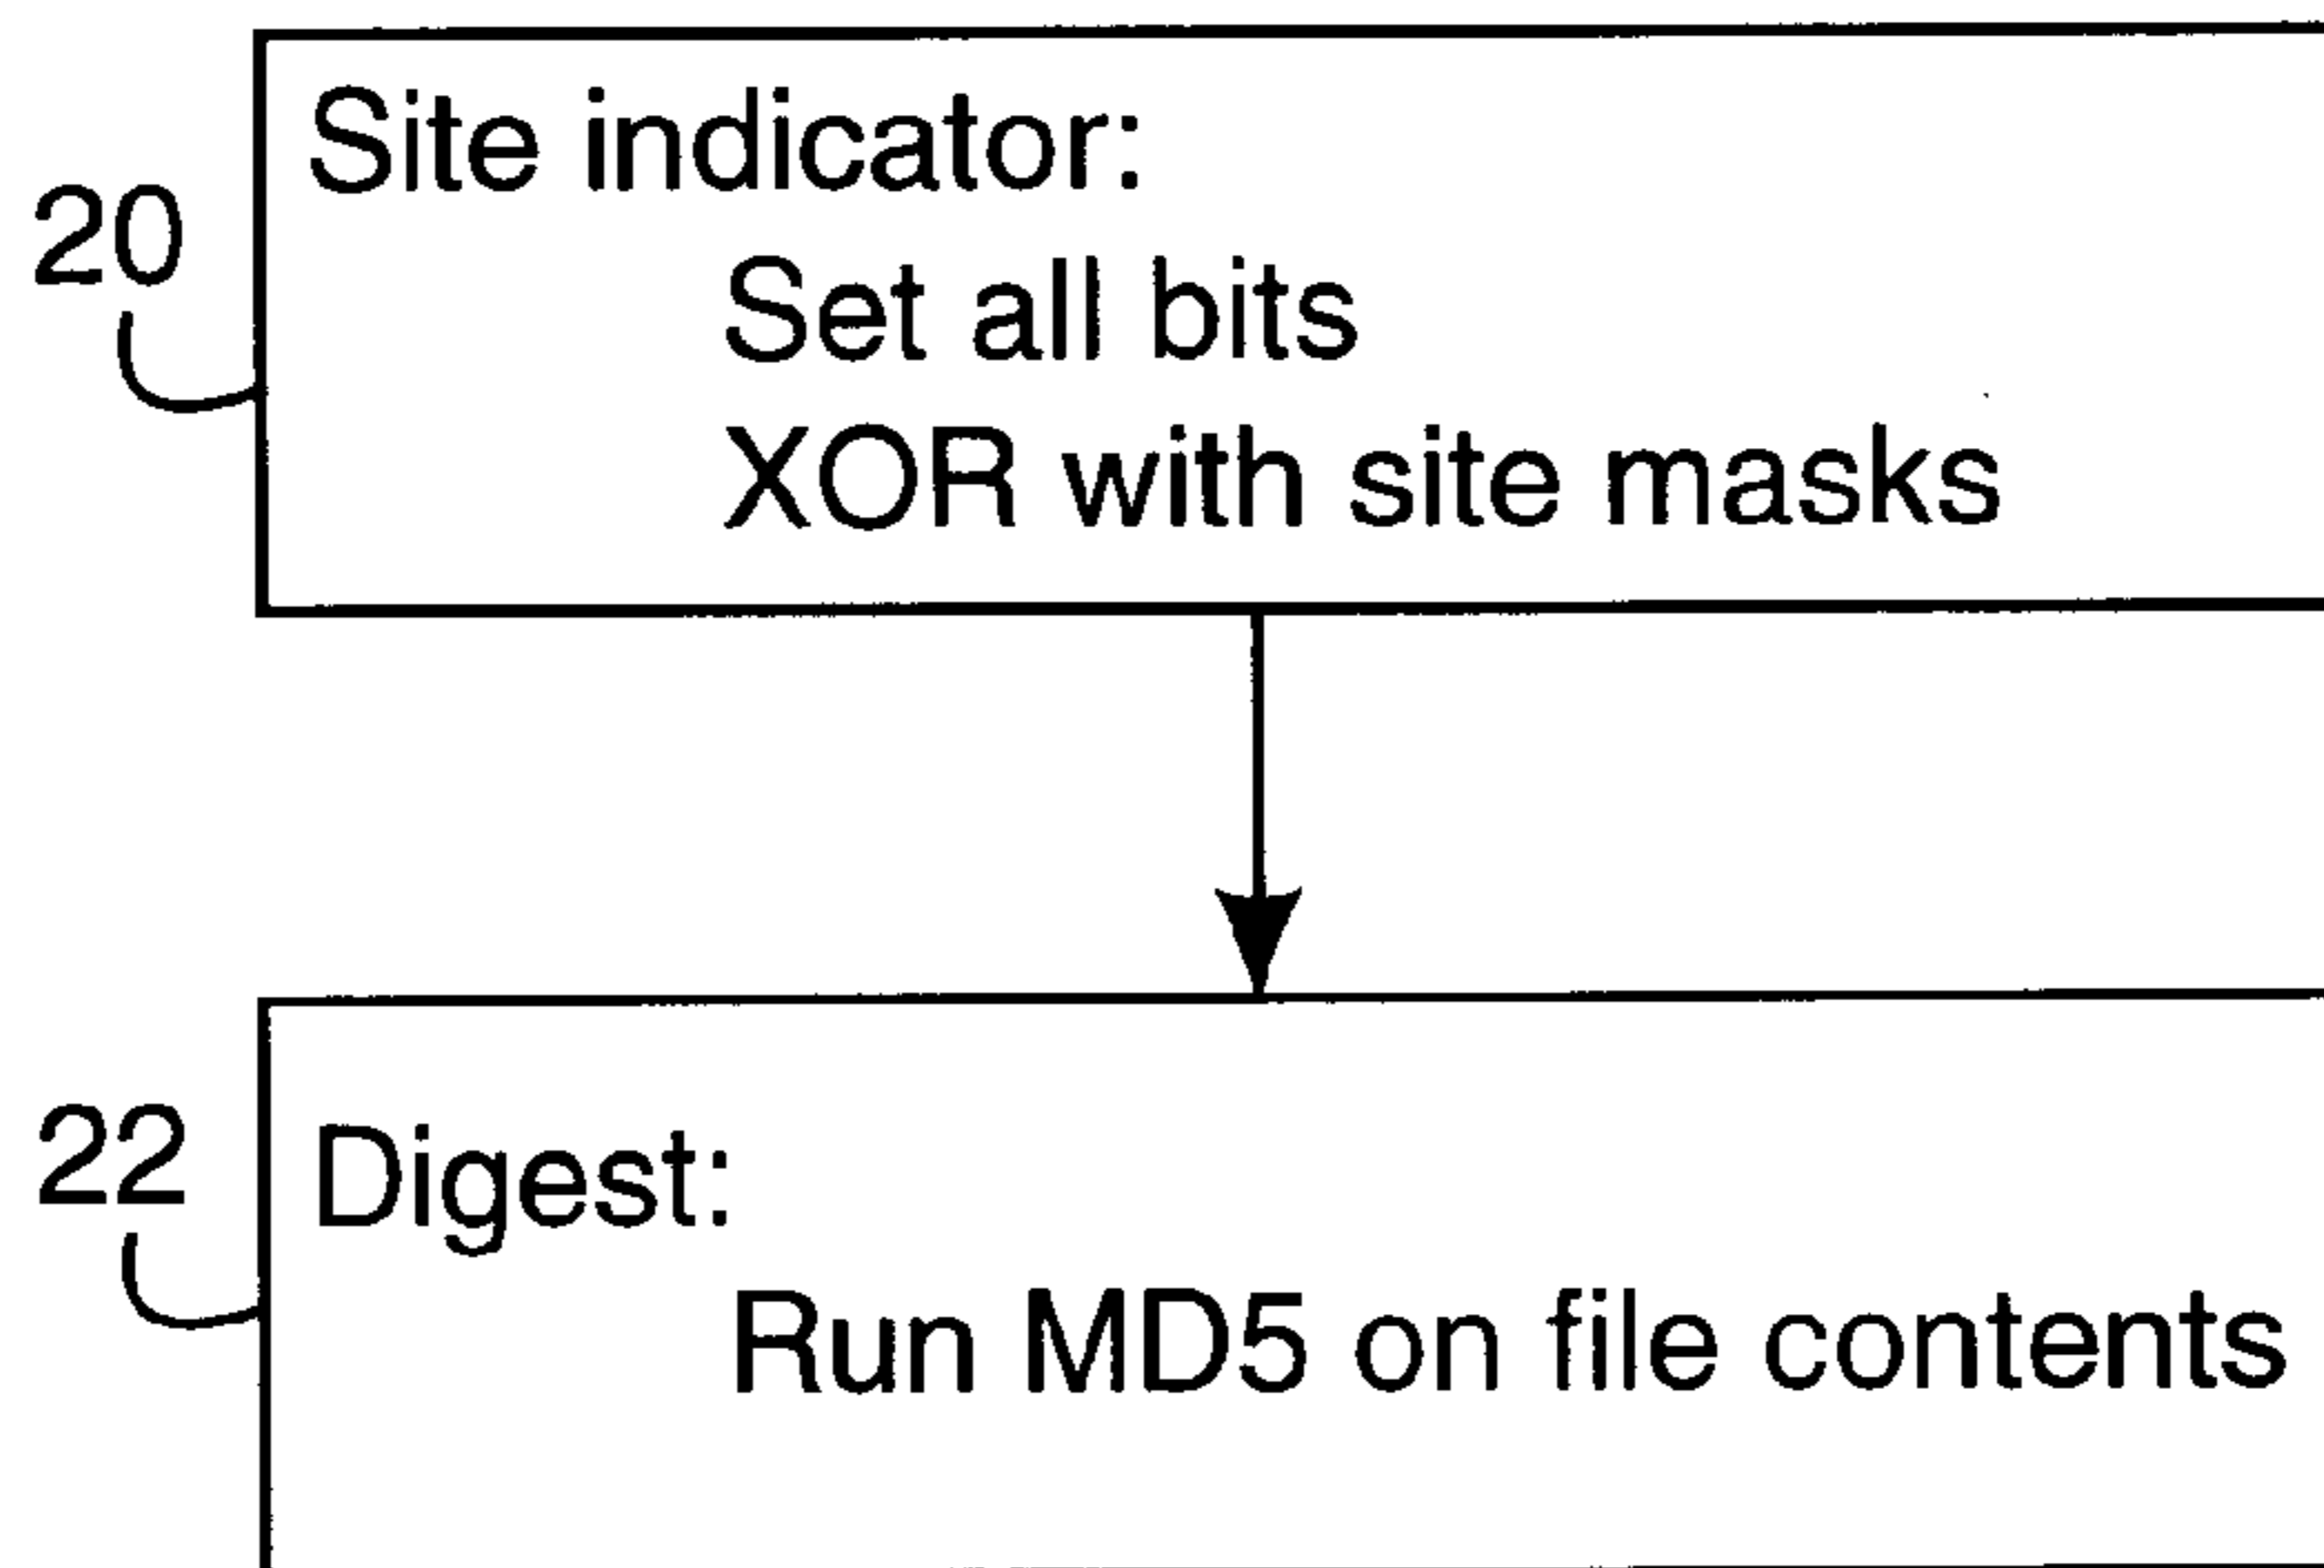 Site indicator:
20
Set all bits
XOR with site masks
22
Digest:
Run MD5 on file contents